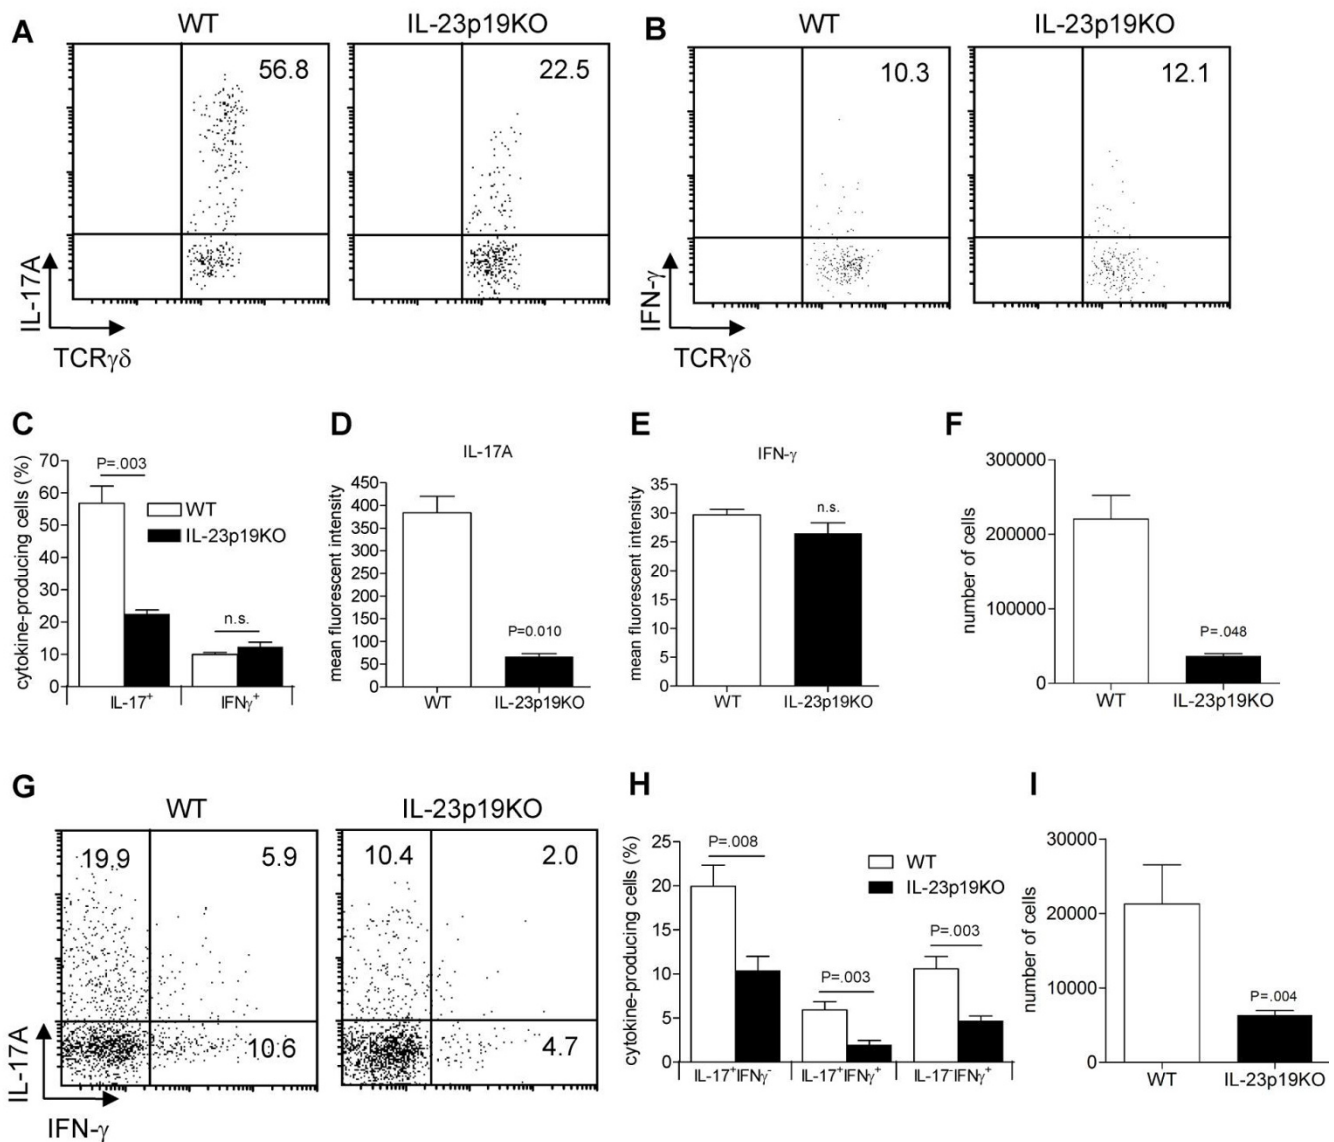 A
WT
IL-23p19KO
56.8
22.5
IL-17A
TCRγδ
B
WT
IL-23p19KO
10.3
12.1
IFN-γ
TCRγδ
C
cytokine-producing cells (%)
70
60
50
40
30
20
10
0
P=.003
WT
IL-23p19KO
n.s.
IL-17⁺
IFNγ⁺
D
IL-17A
mean fluorescent intensity
450
400
350
300
250
200
150
100
50
0
P=0.010
WT
IL-23p19KO
E
IFN-γ
mean fluorescent intensity
35
30
25
20
15
10
5
0
n.s.
WT
IL-23p19KO
F
number of cells
300000
200000
100000
0
P=.048
WT
IL-23p19KO
G
WT
IL-23p19KO
19.9
5.9
10.6
10.4
2.0
4.7
IL-17A
IFN-γ
H
cytokine-producing cells (%)
25
20
15
10
5
0
P=.008
WT
IL-23p19KO
P=.003
P=.003
IL-17⁺IFNγ⁻
IL-17⁺IFNγ⁺
IL-17⁻IFNγ⁺
I
number of cells
30000
20000
10000
0
P=.004
WT
IL-23p19KO